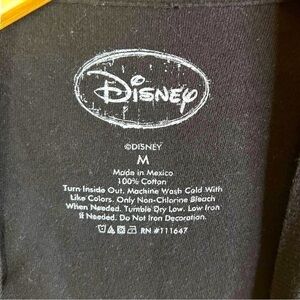 Disney
©DISNEY
M
Made in Mexico
100% Cotton
Turn Inside Out. Machine Wash Cold With
Like Colors. Only Non-Chlorine Bleach
When Needed. Tumble Dry Low. Low Iron
If Needed. Do Not Iron Decoration.
RN #111647